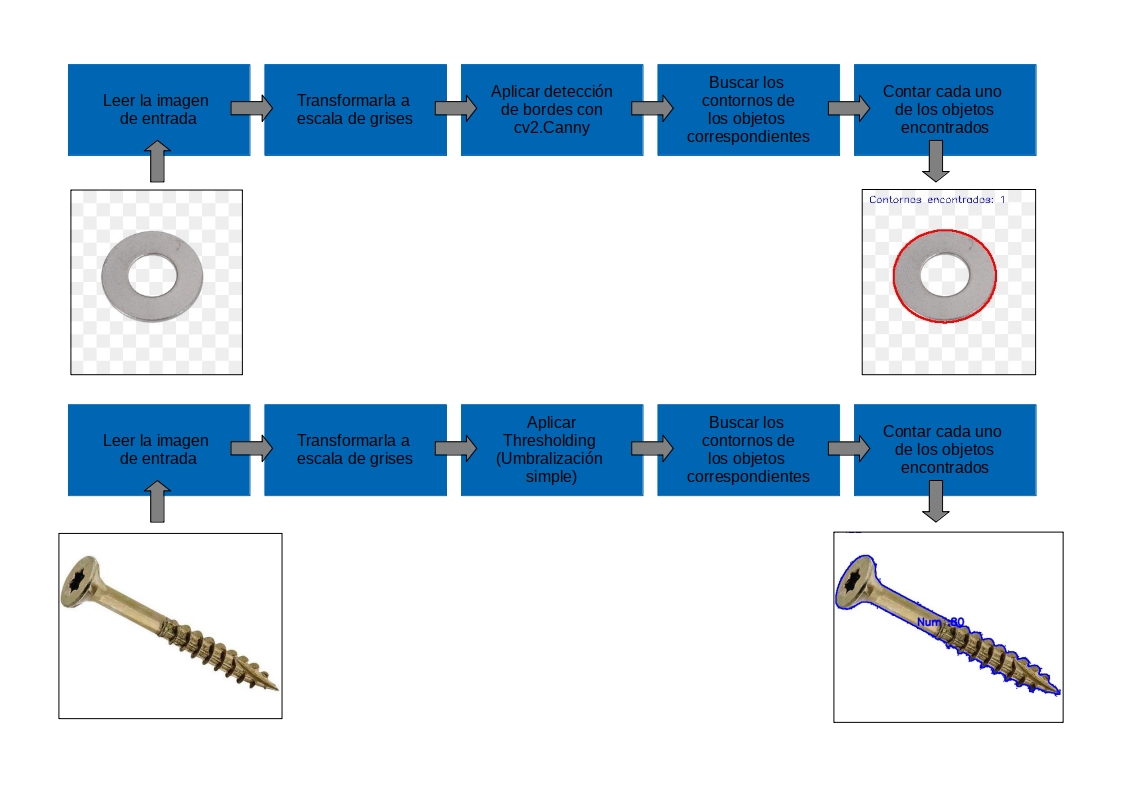 Leer la imagen
de entrada
Transformarla a
escala de grises
Aplicar detección
de bordes con
cv2.Canny
Buscar los
contornos de
los objetos
correspondientes
Contar cada uno
de los objetos
encontrados
Contornos encontrados: 1
Leer la imagen
de entrada
Transformarla a
escala de grises
Aplicar
Thresholding
(Umbralización
simple)
Buscar los
contornos de
los objetos
correspondientes
Contar cada uno
de los objetos
encontrados